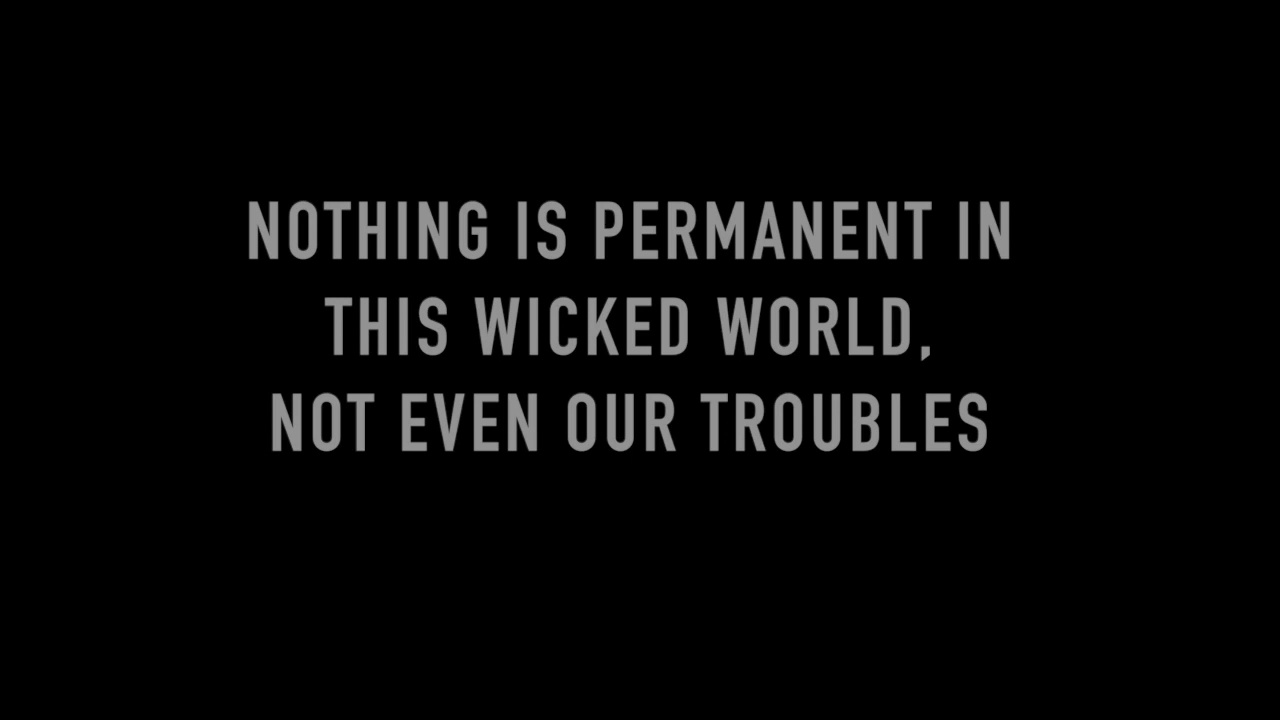 NOTHING IS PERMANENT IN
THIS WICKED WORLD,
NOT EVEN OUR TROUBLES